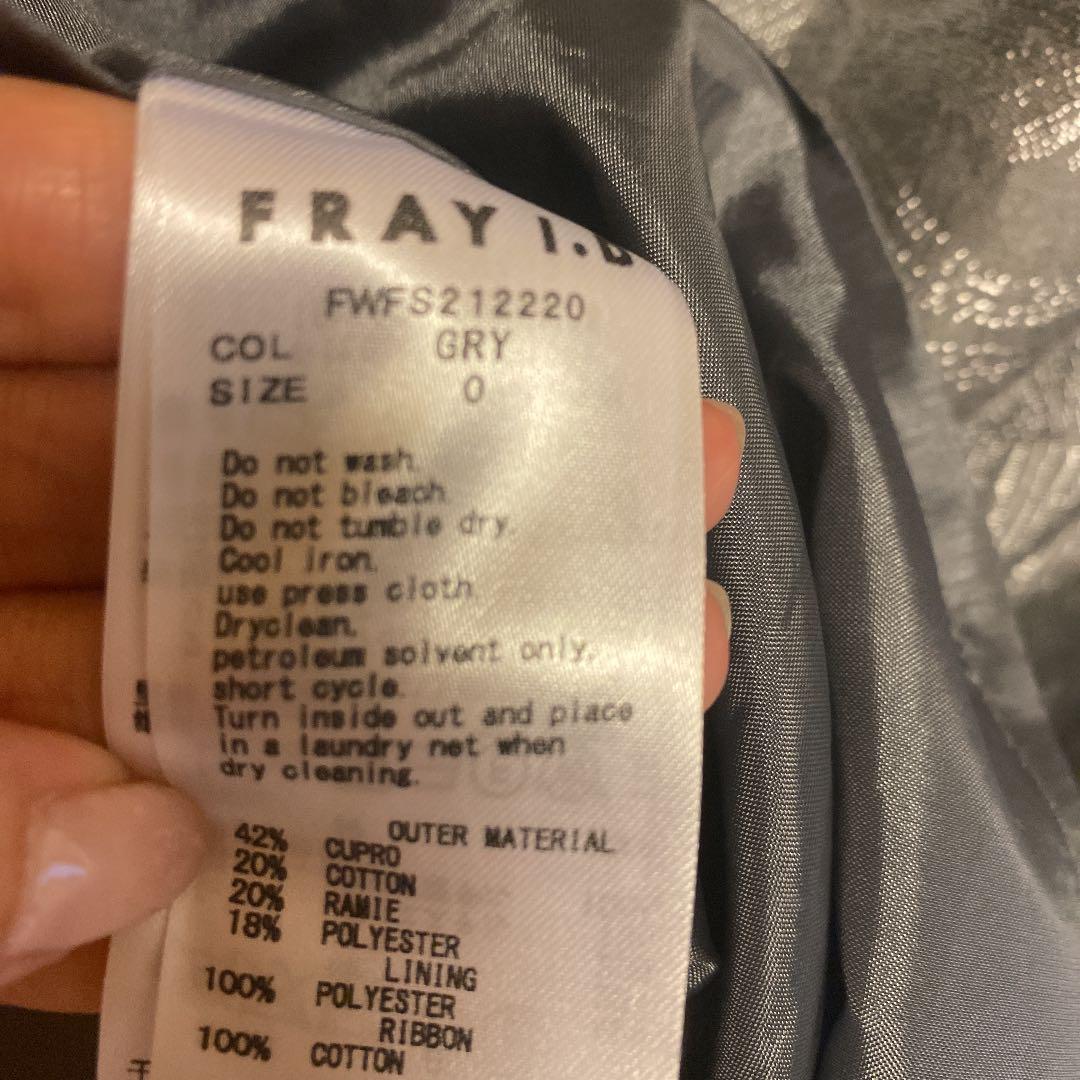 FRAY I.D
FWFS212220
COL GRY
SIZE 0
Do not wash.
Do not bleach.
Do not tumble dry.
Cool iron.
use press cloth.
Dryclean.
petroleum solvent only.
short cycle.
Turn inside out and place
in a laundry net when
dry cleaning.
OUTER MATERIAL
42% CUPRO
20% COTTON
20% RAMIE
18% POLYESTER
LINING
100% POLYESTER
RIBBON
100% COTTON